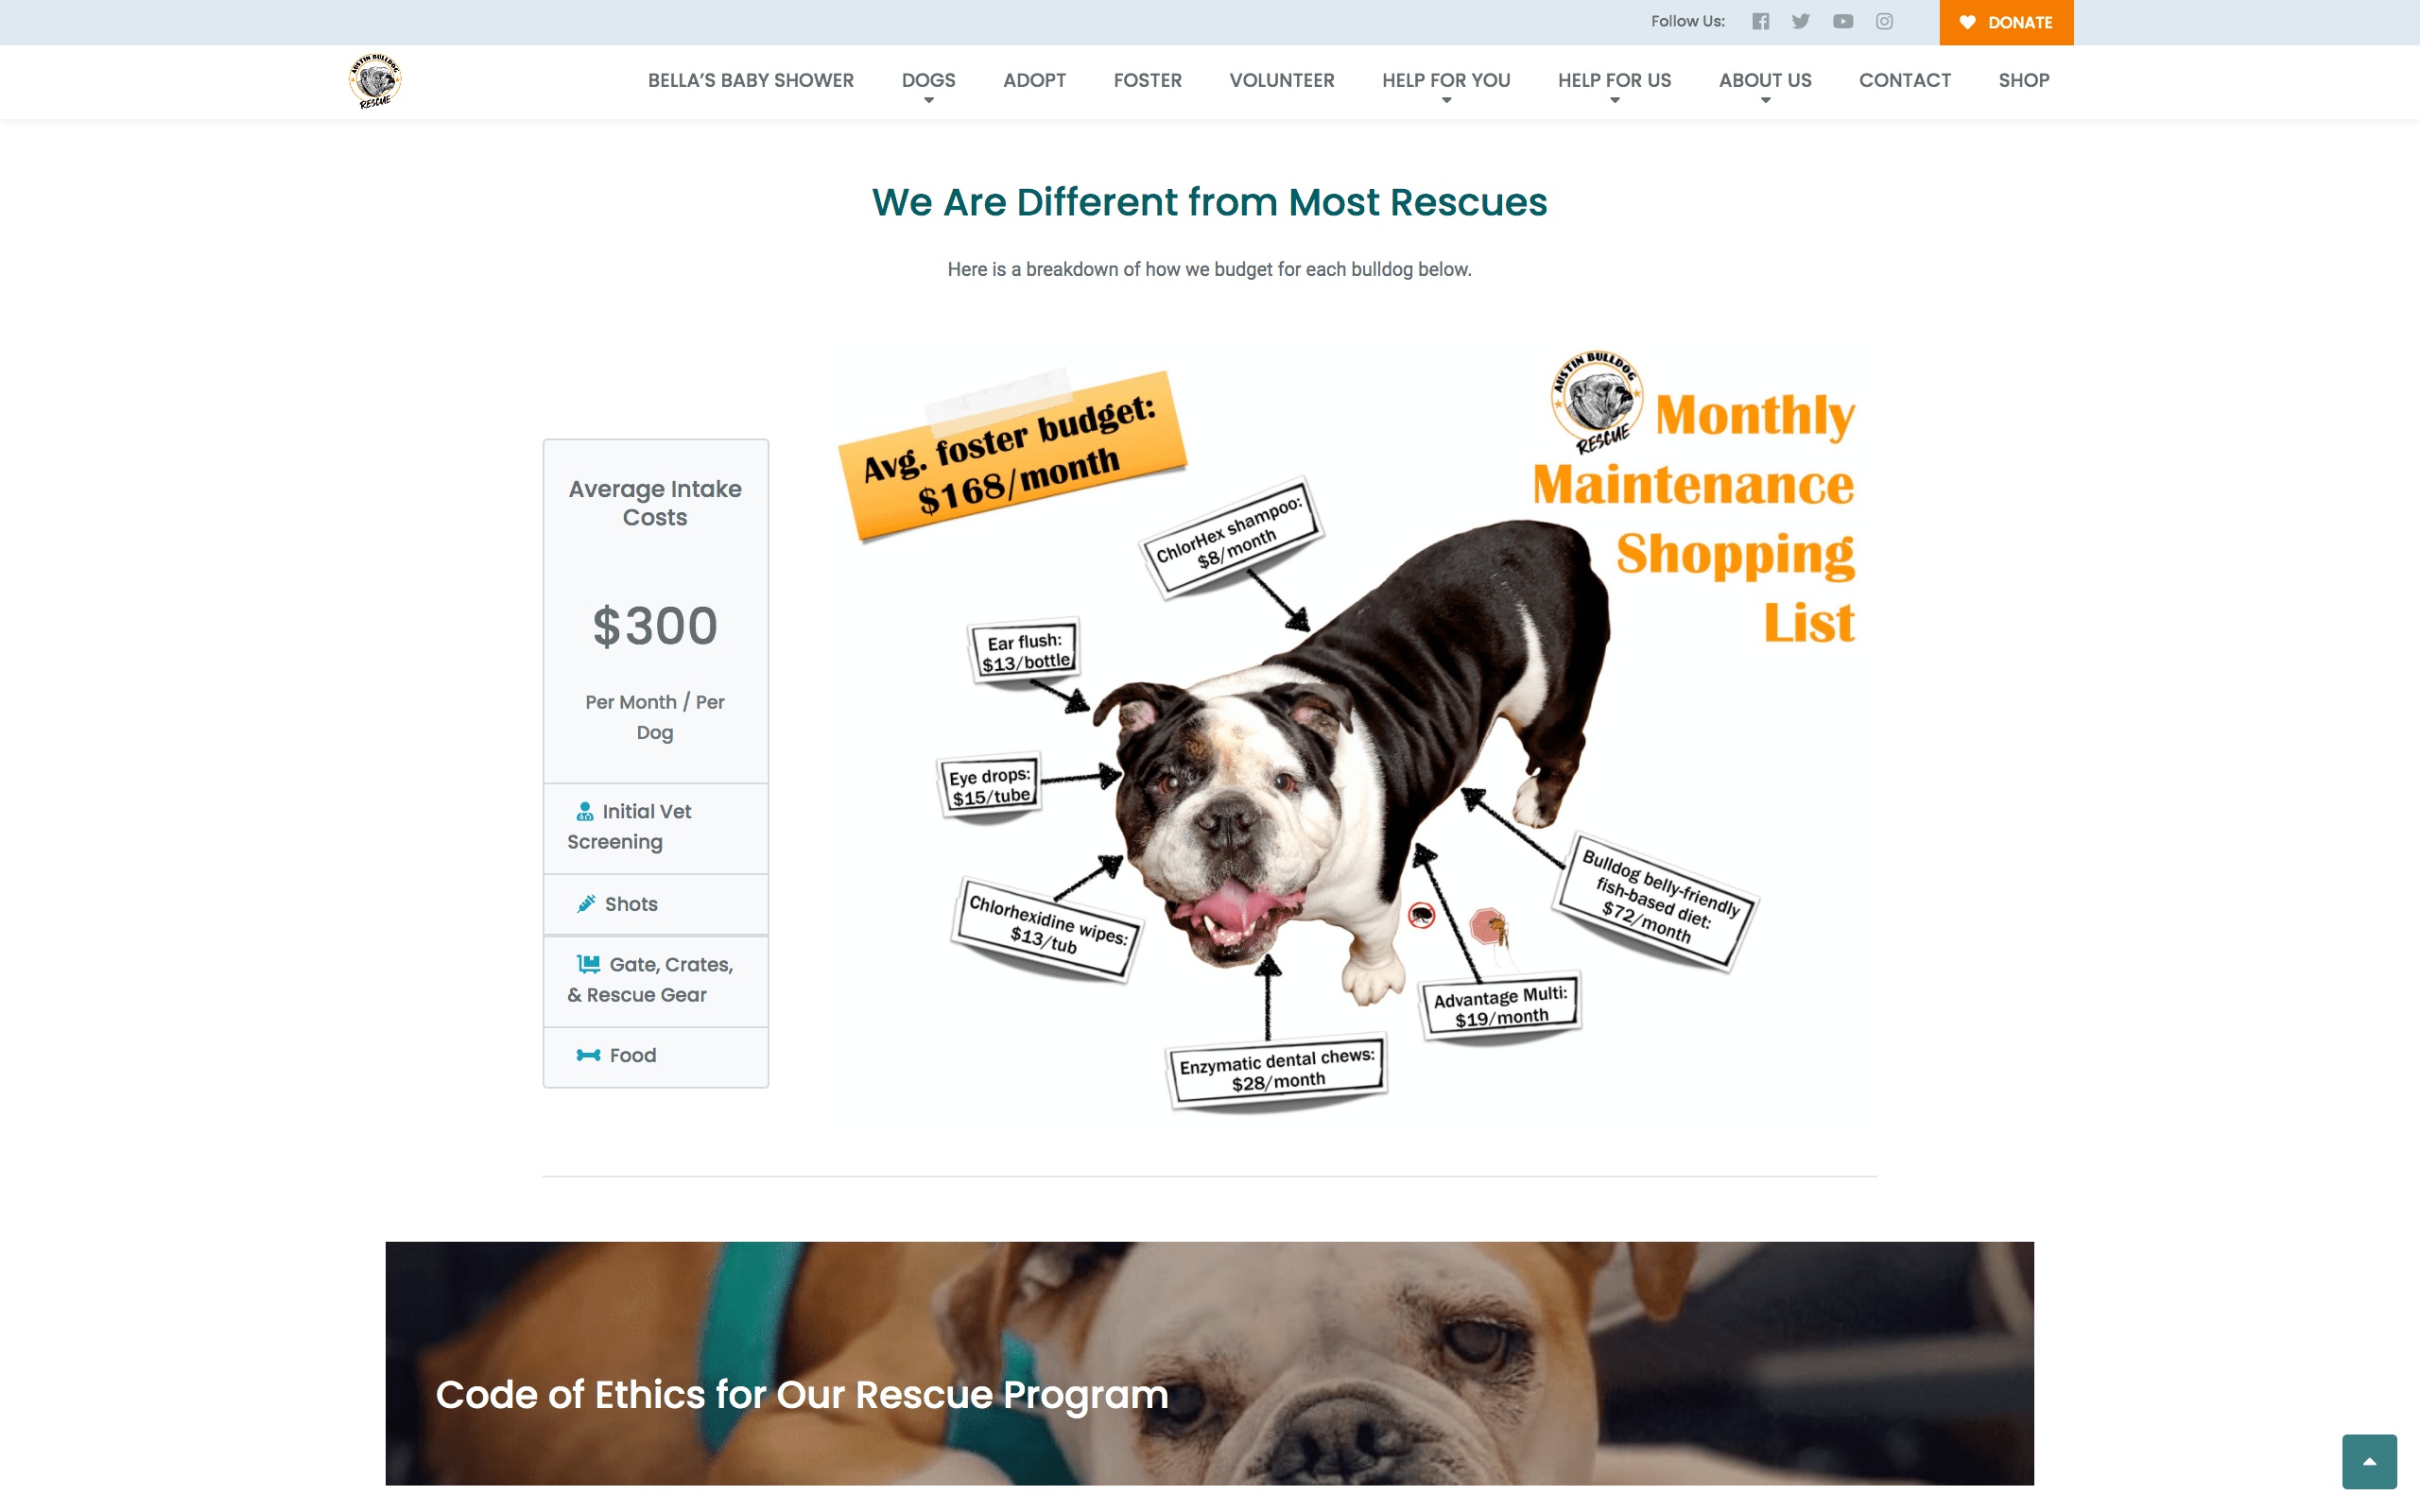 Follow Us:
DONATE
AUSTIN BULLDOG
RESCUE
BELLA'S BABY SHOWER
DOGS
ADOPT
FOSTER
VOLUNTEER
HELP FOR YOU
HELP FOR US
ABOUT US
CONTACT
SHOP
We Are Different from Most Rescues
Here is a breakdown of how we budget for each bulldog below.
Average Intake
Costs
$300
Per Month / Per
Dog
Initial Vet
Screening
Shots
Gate, Crates,
& Rescue Gear
Food
Avg. foster budget:
$168/month
AUSTIN BULLDOG
RESCUE
Monthly
Maintenance
Shopping
List
ChlorHex shampoo:
$8/month
Ear flush:
$13/bottle
Eye drops:
$15/tube
Chlorhexidine wipes:
$13/tub
Enzymatic dental chews:
$28/month
Advantage Multi:
$19/month
Bulldog belly-friendly
fish-based diet:
$72/month
Code of Ethics for Our Rescue Program